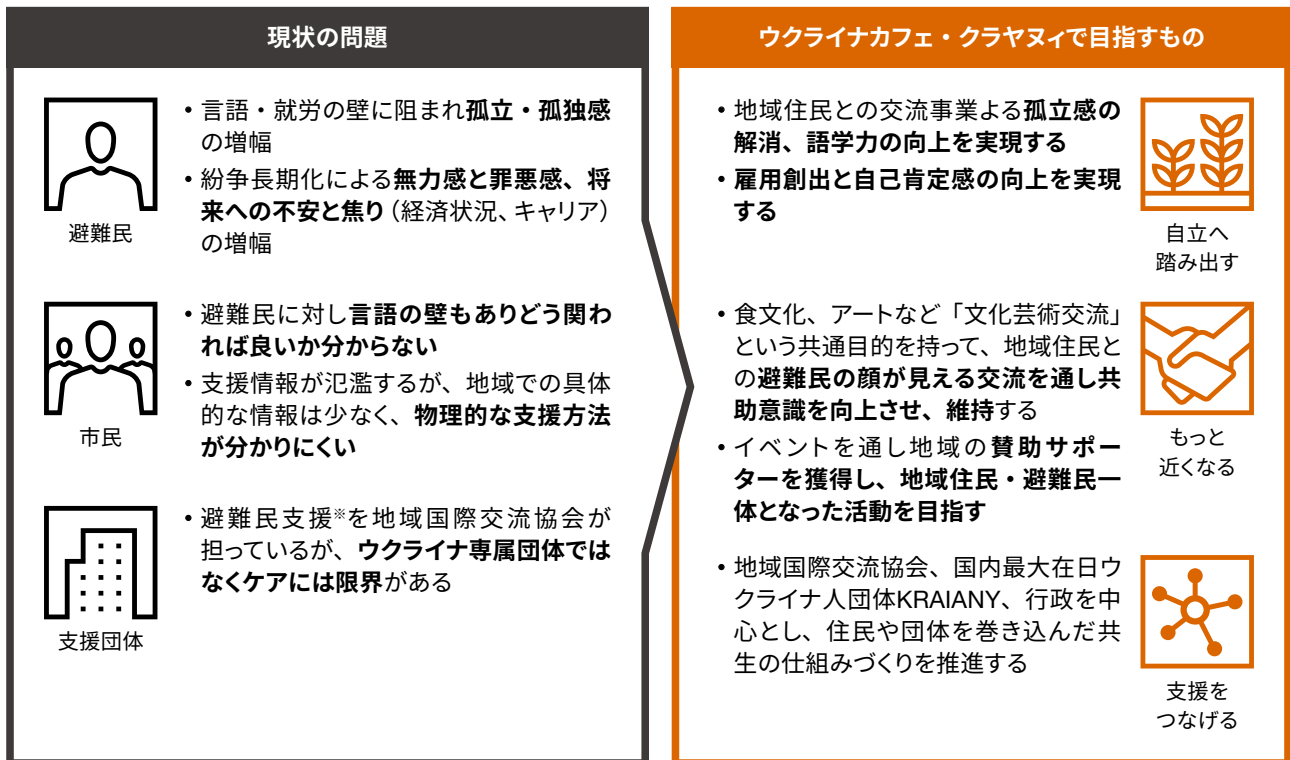 現状の問題
• 言語・就労の壁に阻まれ孤立・孤独感
の増幅
• 紛争長期化による無力感と罪悪感、将
来への不安と焦り（経済状況、キャリア）
の増幅
避難民
• 避難民に対し言語の壁もありどう関わ
れば良いか分からない
• 支援情報が氾濫するが、地域での具体
的な情報は少なく、物理的な支援方法
が分かりにくい
市民
• 避難民支援※を地域国際交流協会が
担っているが、ウクライナ専属団体では
なくケアには限界がある
支援団体
ウクライナカフェ・クラヤヌィで目指すもの
• 地域住民との交流事業よる孤立感の
解消、語学力の向上を実現する
• 雇用創出と自己肯定感の向上を実現
する
自立へ
踏み出す
• 食文化、アートなど「文化芸術交流」
という共通目的を持って、地域住民と
の避難民の顔が見える交流を通し共
助意識を向上させ、維持する
• イベントを通し地域の賛助サポー
ターを獲得し、地域住民・避難民一
体となった活動を目指す
もっと
近くなる
• 地域国際交流協会、国内最大在日ウ
クライナ人団体KRAIANY、行政を中
心とし、住民や団体を巻き込んだ共
生の仕組みづくりを推進する
支援を
つなげる